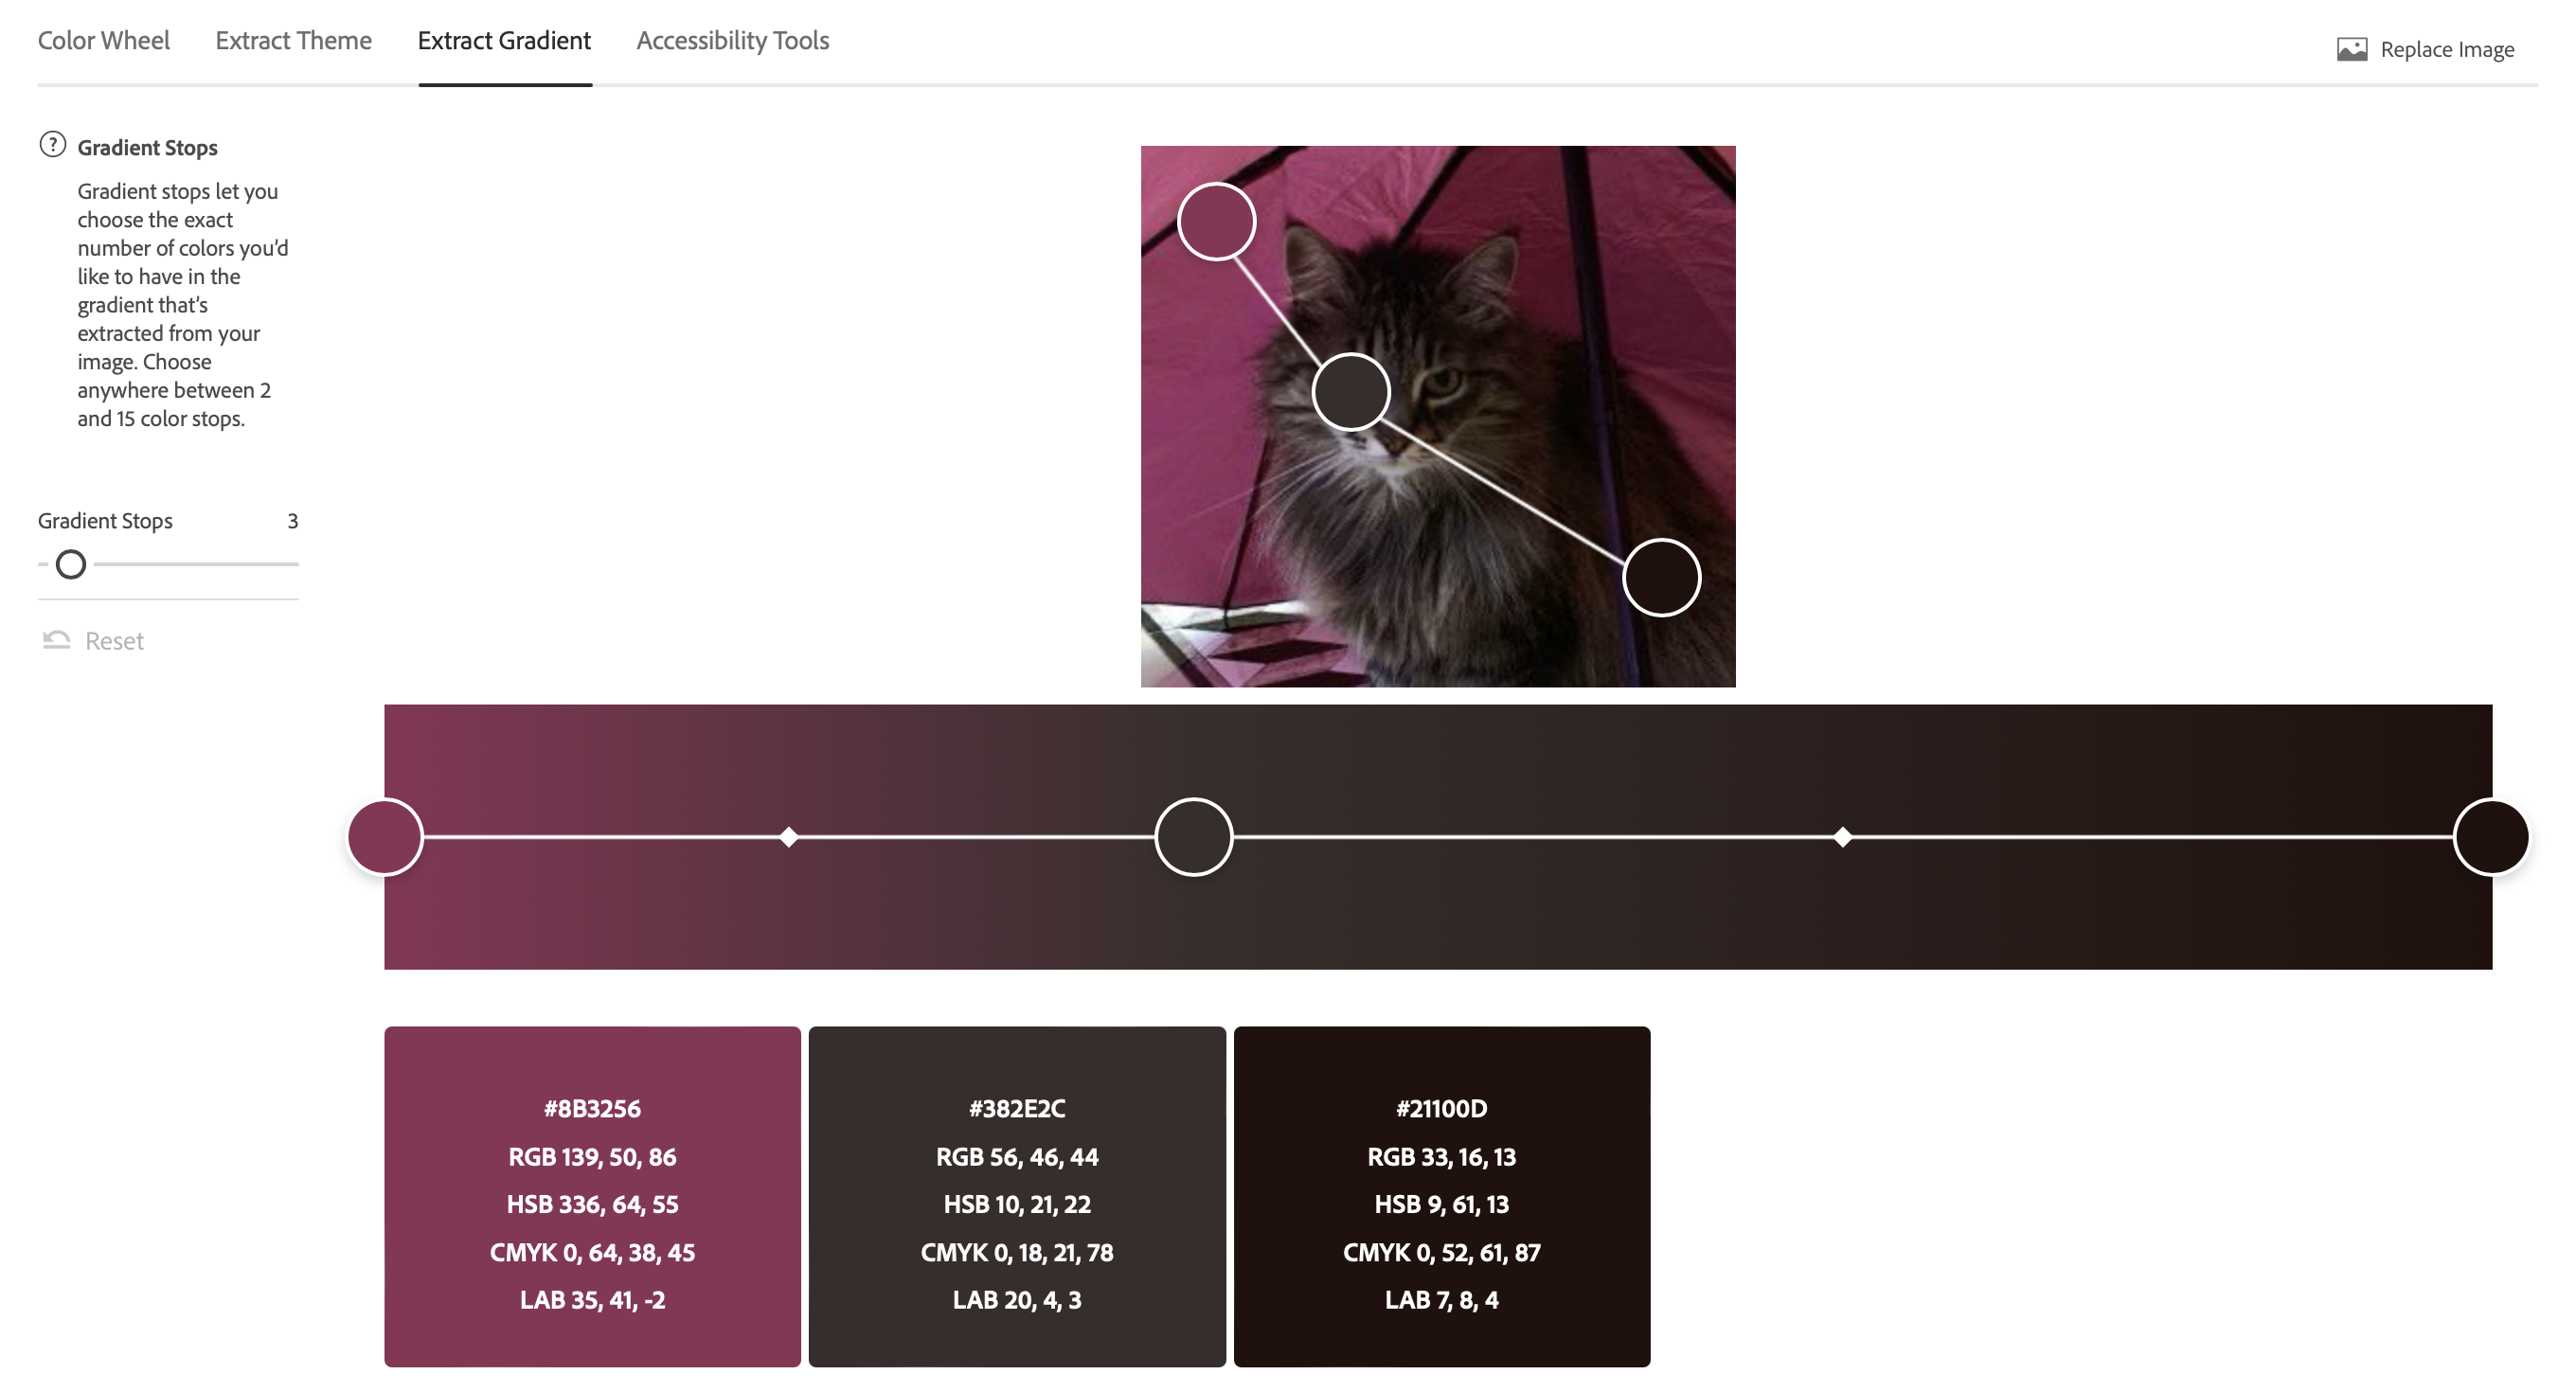 Color Wheel
Extract Theme
Extract Gradient
Accessibility Tools
Replace Image
?
Gradient Stops
Gradient stops let you
choose the exact
number of colors you'd
like to have in the
gradient that's
extracted from your
image. Choose
anywhere between 2
and 15 color stops.
Gradient Stops 3
Reset
#8B3256
RGB 139, 50, 86
HSB 336, 64, 55
CMYK 0, 64, 38, 45
LAB 35, 41, -2
#382E2C
RGB 56, 46, 44
HSB 10, 21, 22
CMYK 0, 18, 21, 78
LAB 20, 4, 3
#21100D
RGB 33, 16, 13
HSB 9, 61, 13
CMYK 0, 52, 61, 87
LAB 7, 8, 4